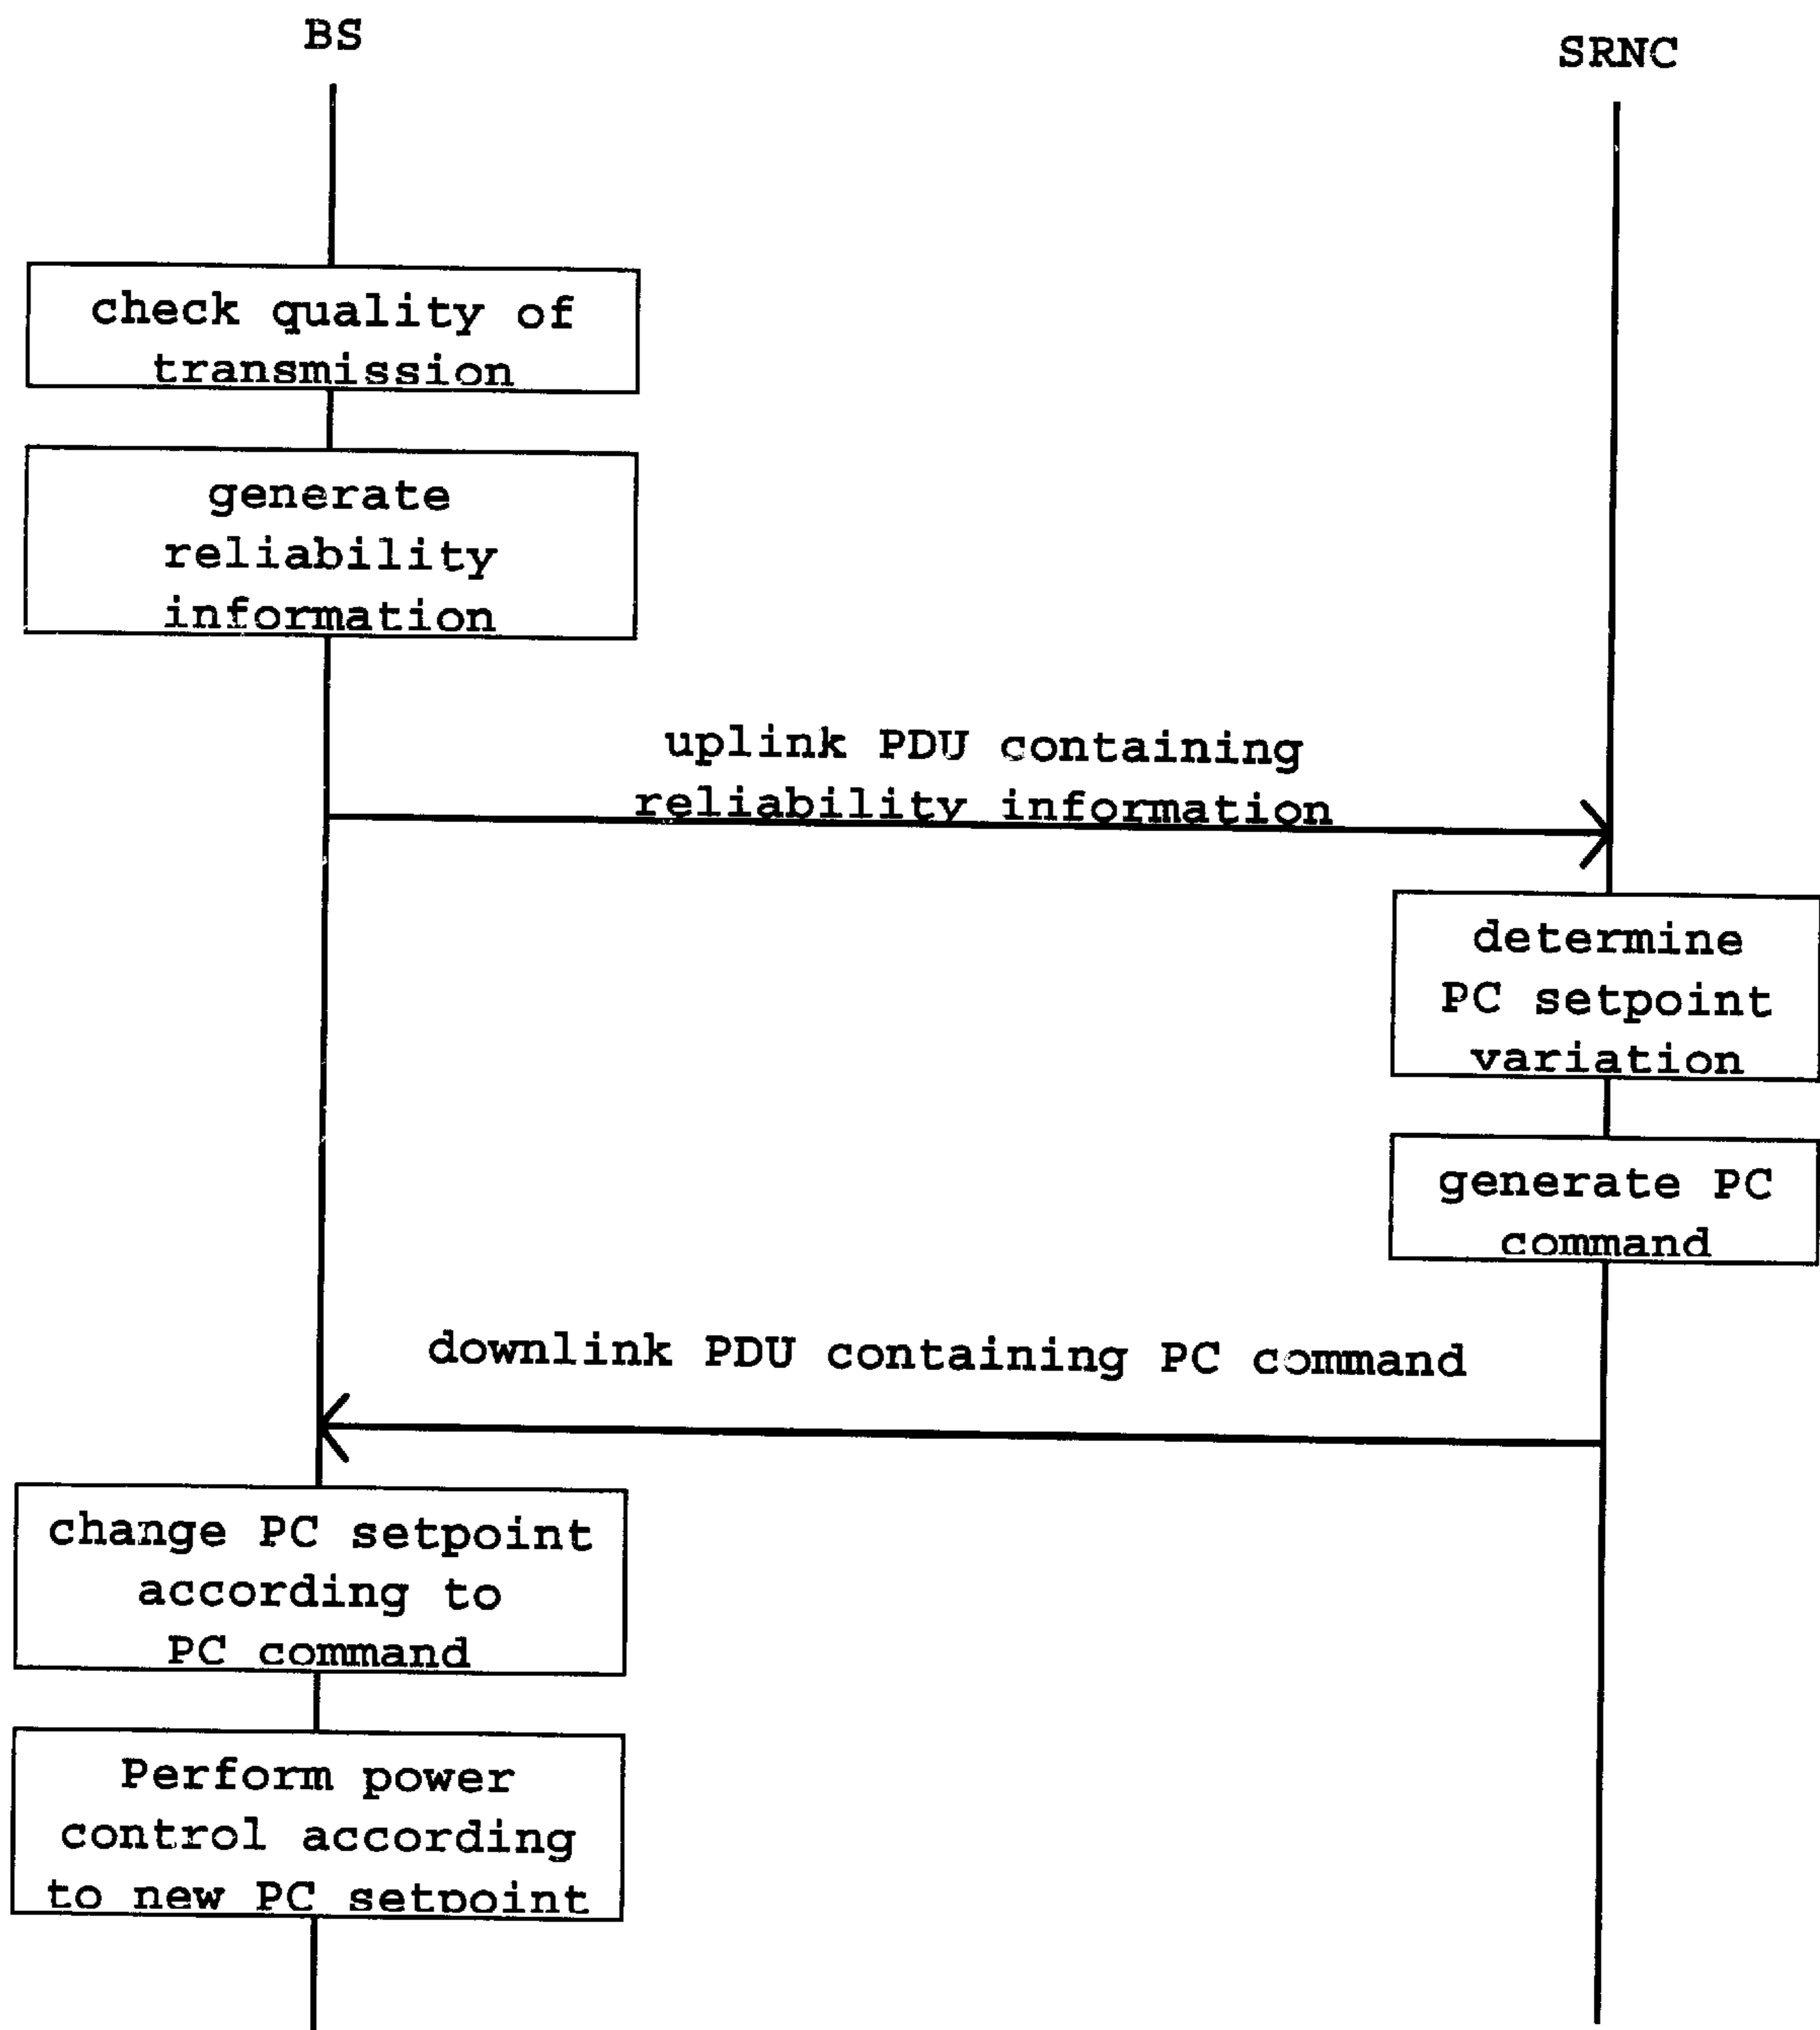 BS
SRNC
check quality of
transmission
generate
reliability
information
uplink PDU containing
reliability information
determine
PC setpoint
variation
generate PC
command
downlink PDU containing PC command
change PC setpoint
according to
PC command
Perform power
control according
to new PC setpoint